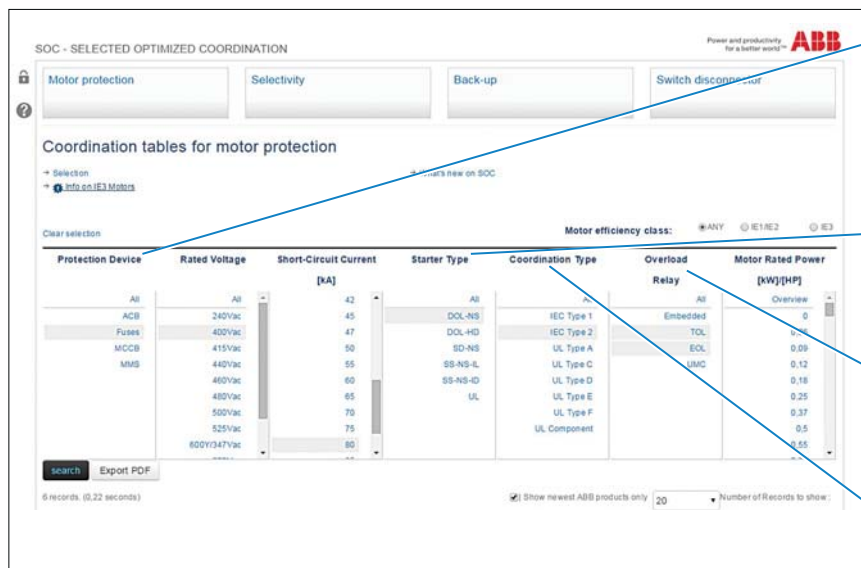 Power and productivity
for a better world™ ABB
SOC - SELECTED OPTIMIZED COORDINATION
Motor protection
Selectivity
Back-up
Switch disconnector
Coordination tables for motor protection
→ Selection
→ What's new on SOC
→ Info on IE3 Motors
Clear selection
Motor efficiency class: ANY IE1/IE2 IE3
Protection Device Rated Voltage Short-Circuit Current Starter Type Coordination Type Overload Motor Rated Power
[kA] Relay [kW]/[HP]
All All 42 All All All Overview
ACB 240Vac 45 DOL-NS IEC Type 1 Embedded 0
Fuses 400Vac 47 DOL-HD IEC Type 2 TOL 0,06
MCCB 415Vac 50 SD-NS UL Type A EOL 0,09
MMS 440Vac 55 SS-NS-IL UL Type C UMC 0,12
460Vac 60 SS-NS-ID UL Type D 0,18
480Vac 65 UL UL Type E 0,25
500Vac 70 UL Type F 0,37
525Vac 75 UL Component 0,5
600Y/347Vac 80 0,55
search Export PDF
6 records. (0,22 seconds)
| Show newest ABB products only 20 Number of Records to show: